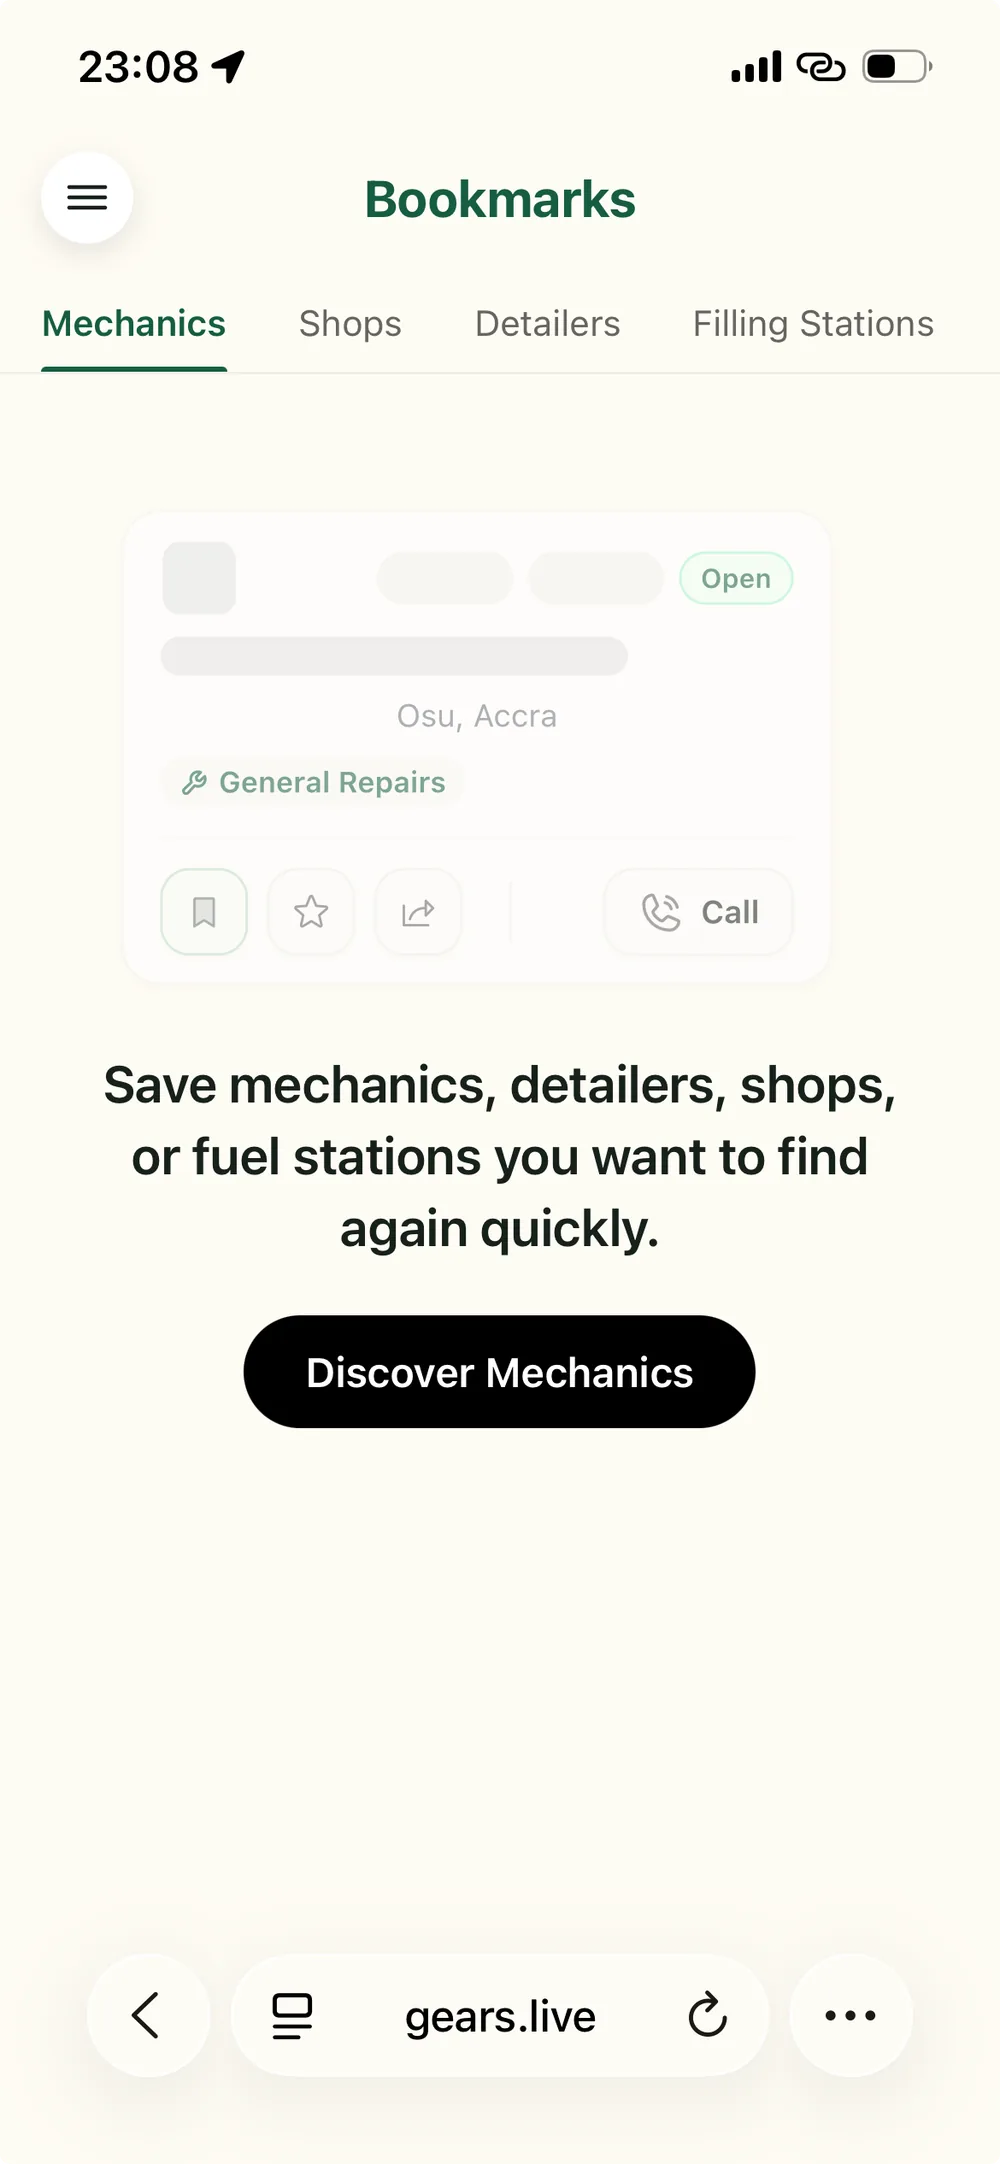 23:08
Bookmarks
Mechanics Shops Detailers Filling Stations
Open
Osu, Accra
General Repairs
Call
Save mechanics, detailers, shops,
or fuel stations you want to find
again quickly.
Discover Mechanics
gears.live